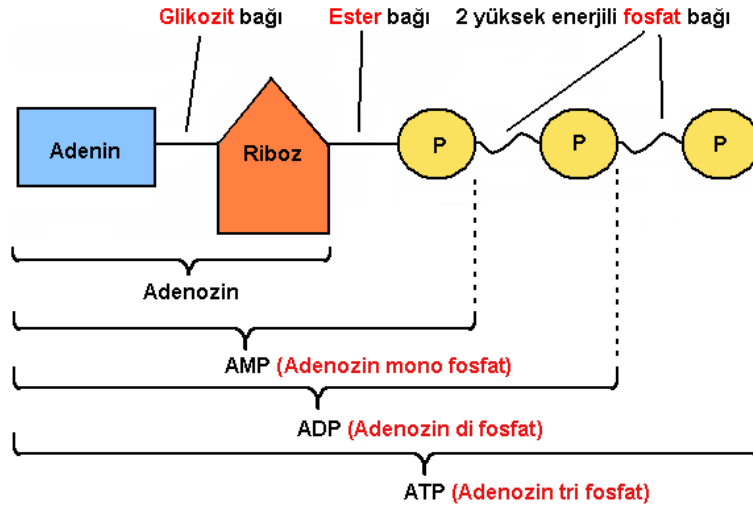 Glikozit bağı Ester bağı 2 yüksek enerjili fosfat bağı
Adenin Riboz P P P
Adenozin
AMP (Adenozin mono fosfat)
ADP (Adenozin di fosfat)
ATP (Adenozin tri fosfat)